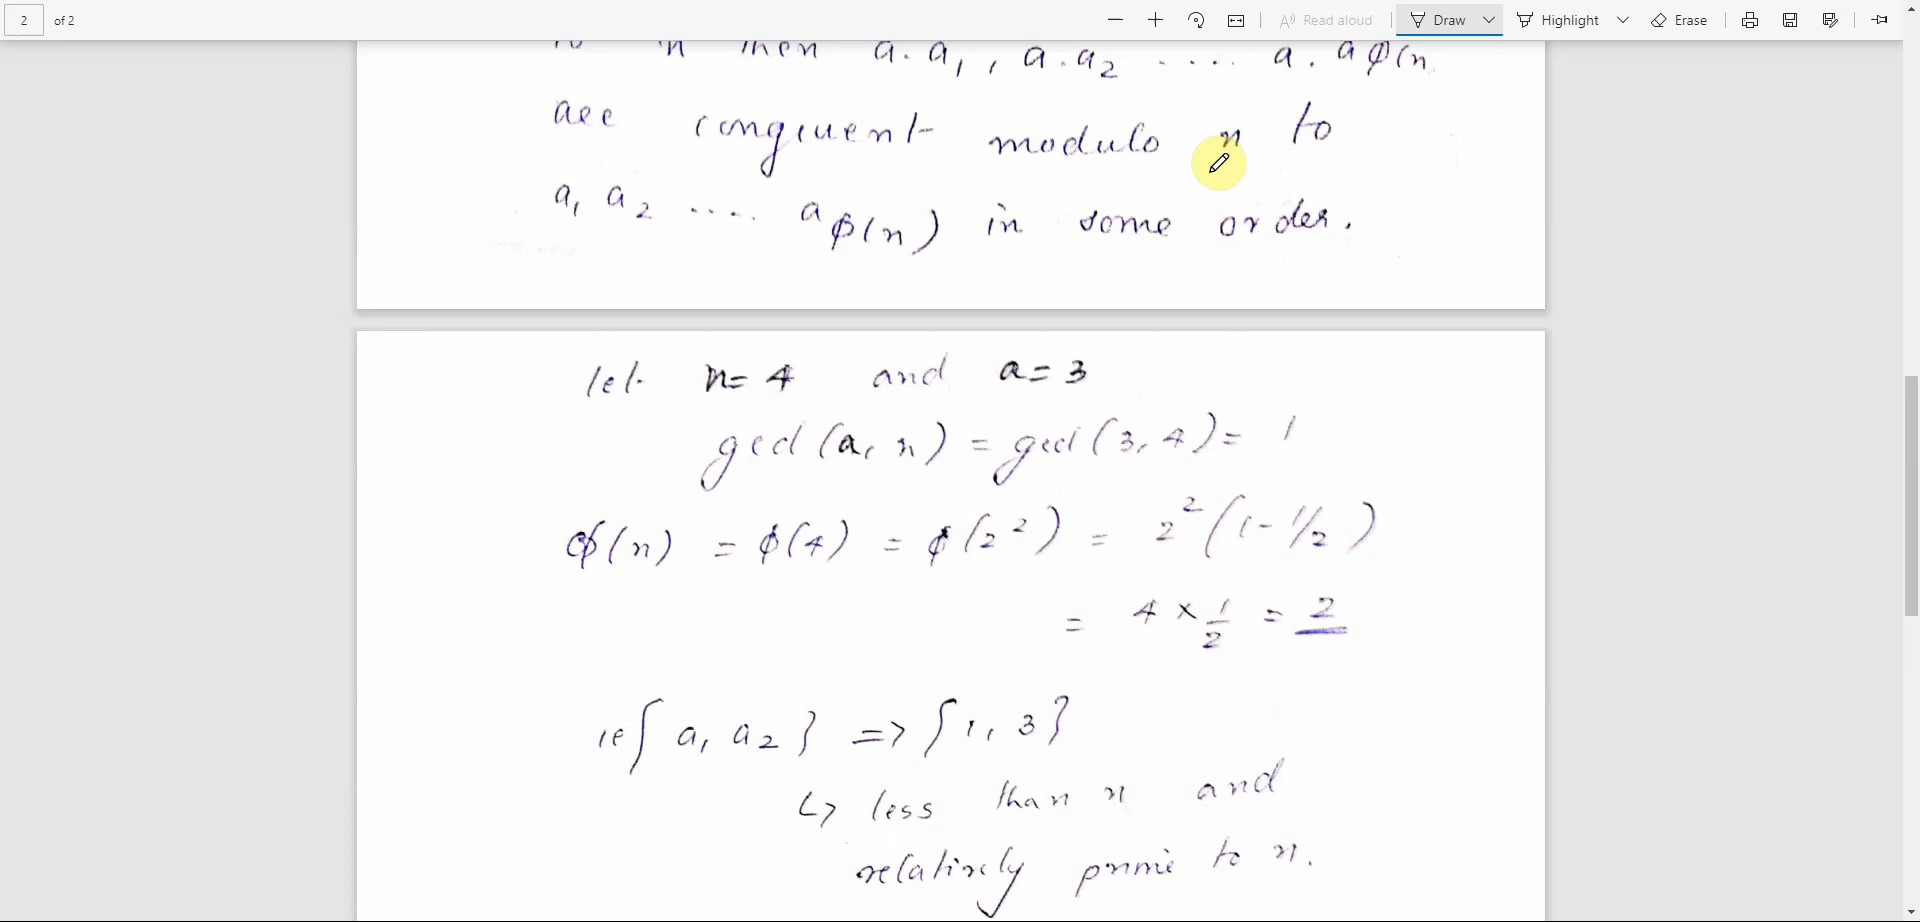 2 of 2 Read aloud Draw Highlight Erase
to n then a.a₁, a.a₂ .... a.aφ(n
are congruent modulo n to
a₁ a₂ .... aφ(n) in some order.
let n=4 and a=3
gcd(a, n) = gcd(3, 4) = 1
φ(n) = φ(4) = φ(2²) = 2²(1-1/2)
= 4 × 1/2 = 2
ie {a₁ a₂} => {1, 3}
↳ less than n and
relatively prime to n.